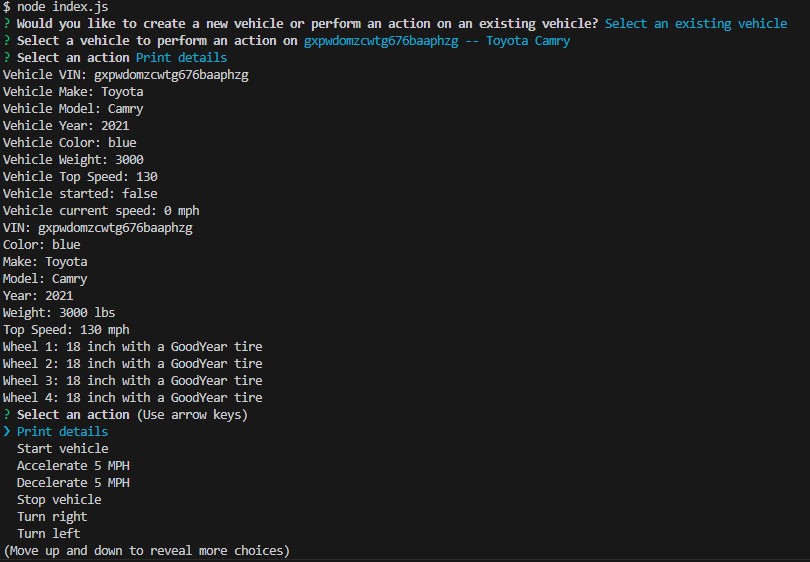 $ node index.js
? Would you like to create a new vehicle or perform an action on an existing vehicle? Select an existing vehicle
? Select a vehicle to perform an action on gxpwdomzcwtg676baaphzg -- Toyota Camry
? Select an action Print details
Vehicle VIN: gxpwdomzcwtg676baaphzg
Vehicle Make: Toyota
Vehicle Model: Camry
Vehicle Year: 2021
Vehicle Color: blue
Vehicle Weight: 3000
Vehicle Top Speed: 130
Vehicle started: false
Vehicle current speed: 0 mph
VIN: gxpwdomzcwtg676baaphzg
Color: blue
Make: Toyota
Model: Camry
Year: 2021
Weight: 3000 lbs
Top Speed: 130 mph
Wheel 1: 18 inch with a GoodYear tire
Wheel 2: 18 inch with a GoodYear tire
Wheel 3: 18 inch with a GoodYear tire
Wheel 4: 18 inch with a GoodYear tire
? Select an action (Use arrow keys)
❯ Print details
Start vehicle
Accelerate 5 MPH
Decelerate 5 MPH
Stop vehicle
Turn right
Turn left
(Move up and down to reveal more choices)